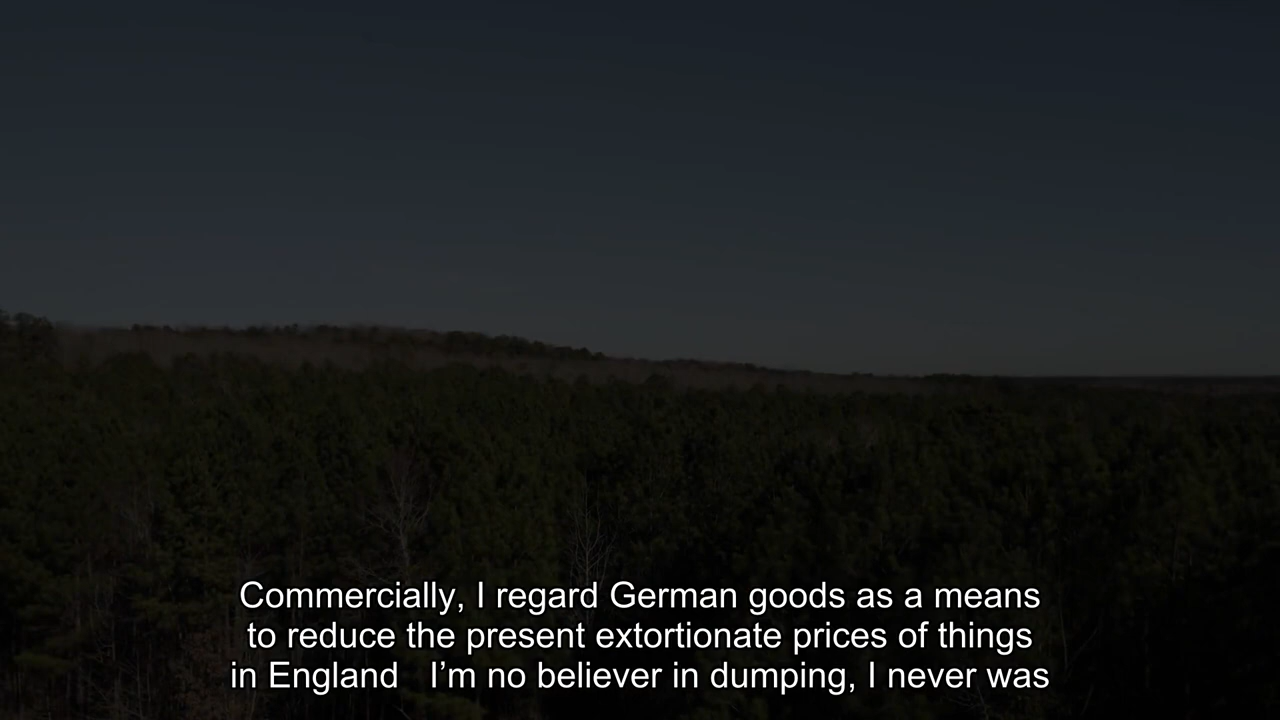 Commercially, I regard German goods as a means
to reduce the present extortionate prices of things
in England   I’m no believer in dumping, I never was